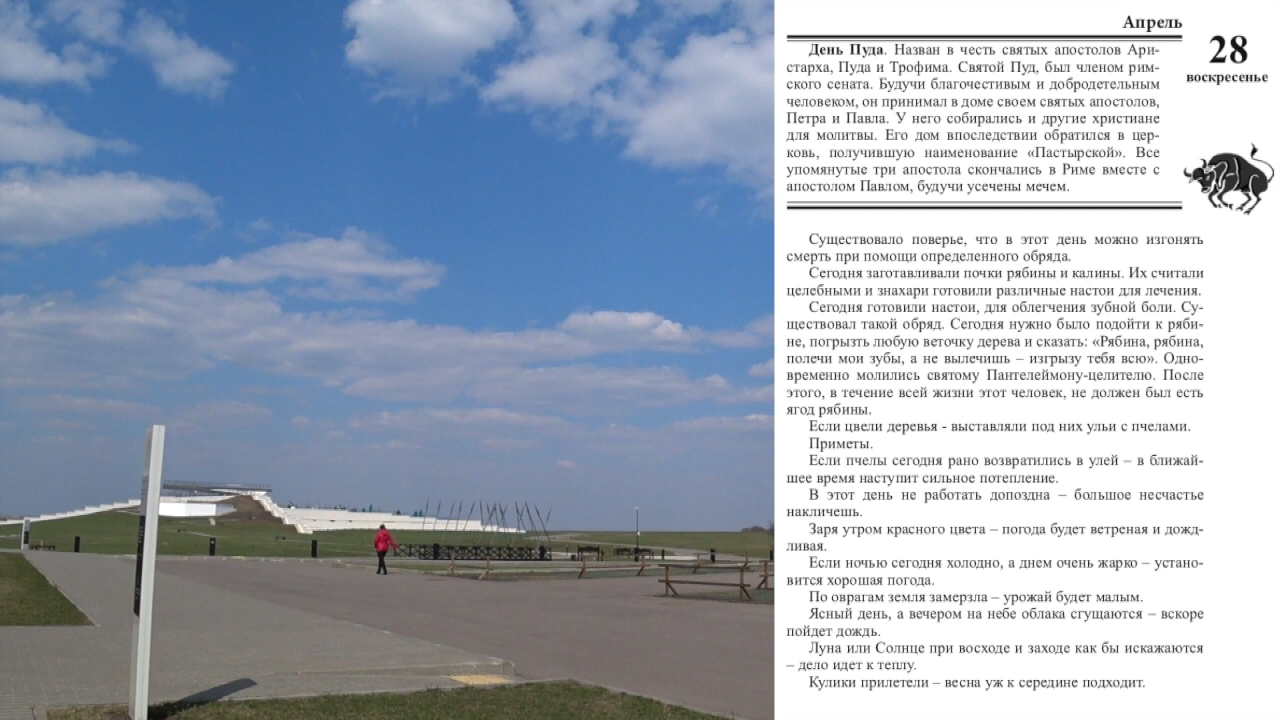 Апрель
28
воскресенье
День Пуда. Назван в честь святых апостолов Ари-
старха, Пуда и Трофима. Святой Пуд, был членом рим-
ского сената. Будучи благочестивым и добродетельным
человеком, он принимал в доме своем святых апостолов,
Петра и Павла. У него собирались и другие христиане
для молитвы. Его дом впоследствии обратился в цер-
ковь, получившую наименование «Пастырской». Все
упомянутые три апостола скончались в Риме вместе с
апостолом Павлом, будучи усечены мечем.
Существовало поверье, что в этот день можно изгонять
смерть при помощи определенного обряда.
Сегодня заготавливали почки рябины и калины. Их считали
целебными и знахари готовили различные настои для лечения.
Сегодня готовили настои, для облегчения зубной боли. Су-
ществовал такой обряд. Сегодня нужно было подойти к ряби-
не, погрызть любую веточку дерева и сказать: «Рябина, рябина,
полечи мои зубы, а не вылечишь – изгрызу тебя всю». Одно-
временно молились святому Пантелеймону-целителю. После
этого, в течение всей жизни этот человек, не должен был есть
ягод рябины.
Если цвели деревья - выставляли под них ульи с пчелами.
Приметы.
Если пчелы сегодня рано возвратились в улей – в ближай-
шее время наступит сильное потепление.
В этот день не работать допоздна – большое несчастье
накличешь.
Заря утром красного цвета – погода будет ветреная и дожд-
ливая.
Если ночью сегодня холодно, а днем очень жарко – устано-
вится хорошая погода.
По оврагам земля замерзла – урожай будет малым.
Ясный день, а вечером на небе облака сгущаются – вскоре
пойдет дождь.
Луна или Солнце при восходе и заходе как бы искажаются
– дело идет к теплу.
Кулики прилетели – весна уж к середине подходит.